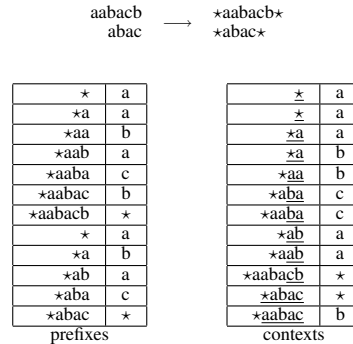 aabacb ⟶ ⋆aabacb⋆
abac ⋆abac⋆
⋆ a
⋆a a
⋆aa b
⋆aab a
⋆aaba c
⋆aabac b
⋆aabacb ⋆
⋆ a
⋆a b
⋆ab a
⋆aba c
⋆abac ⋆
prefixes
⋆ a
⋆ a
⋆a a
⋆a b
⋆aa b
⋆aba c
⋆aaba c
⋆ab a
⋆aab a
⋆aabacb ⋆
⋆abac ⋆
⋆aabac b
contexts